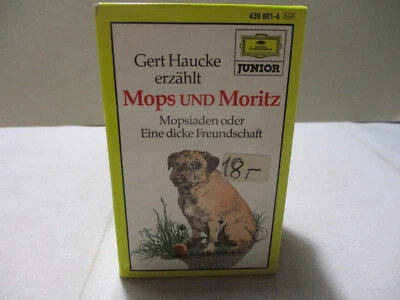 439 801-4
Gert Haucke
erzählt
JUNIOR
Mops UND Moritz
Mopsiaden oder
Eine dicke Freundschaft
18,-